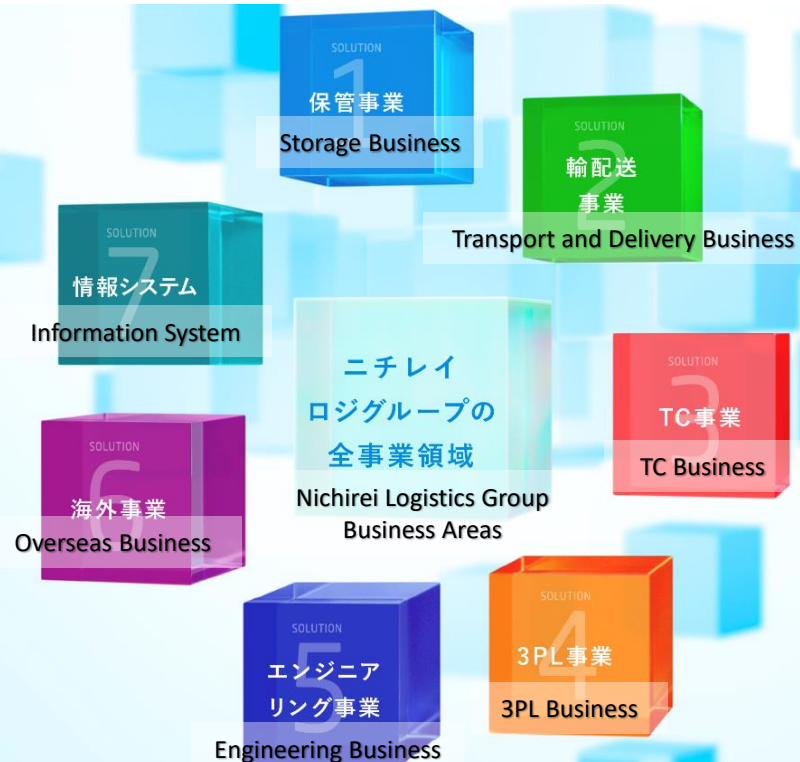 SOLUTION
1
保管事業
Storage Business
SOLUTION
2
輸配送
事業
Transport and Delivery Business
SOLUTION
3
TC事業
TC Business
SOLUTION
4
3PL事業
3PL Business
SOLUTION
5
エンジニア
リング事業
Engineering Business
SOLUTION
6
海外事業
Overseas Business
SOLUTION
7
情報システム
Information System
ニチレイ
ロジグループの
全事業領域
Nichirei Logistics Group
Business Areas